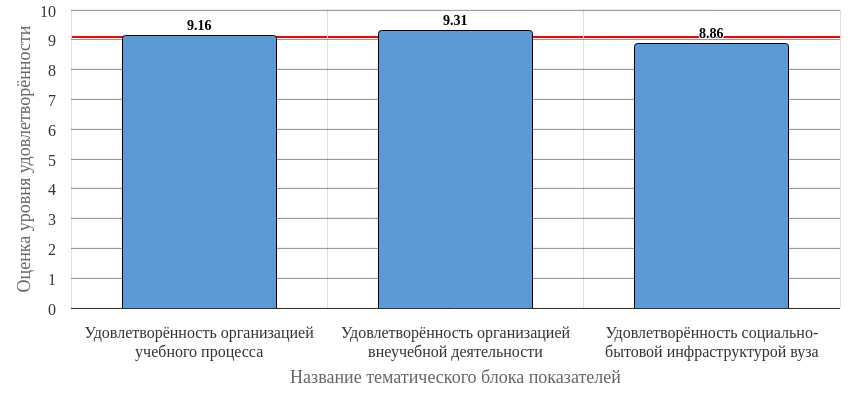 Оценка уровня удовлетворённости
10
9
8
7
6
5
4
3
2
1
0
9.16
9.31
8.86
Удовлетворённость организацией
учебного процесса
Удовлетворённость организацией
внеучебной деятельности
Удовлетворённость социально-
бытовой инфраструктурой вуза
Название тематического блока показателей